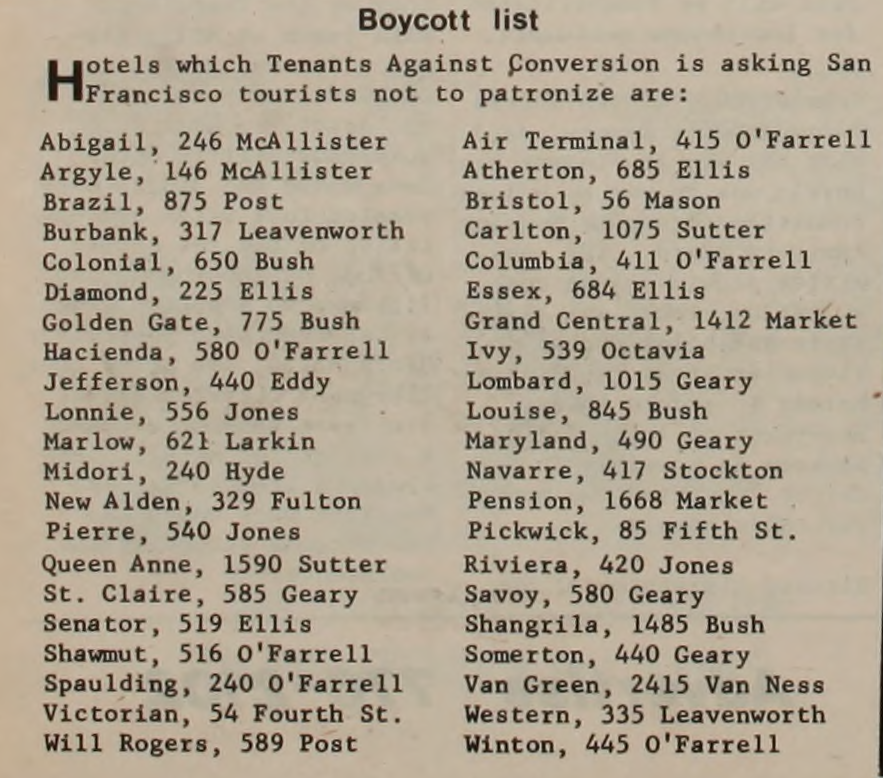 Boycott list
Hotels which Tenants Against Conversion is asking San
Francisco tourists not to patronize are:
Abigail, 246 McAllister
Argyle, 146 McAllister
Brazil, 875 Post
Burbank, 317 Leavenworth
Colonial, 650 Bush
Diamond, 225 Ellis
Golden Gate, 775 Bush
Hacienda, 580 O'Farrell
Jefferson, 440 Eddy
Lonnie, 556 Jones
Marlow, 621 Larkin
Midori, 240 Hyde
New Alden, 329 Fulton
Pierre, 540 Jones
Queen Anne, 1590 Sutter
St. Claire, 585 Geary
Senator, 519 Ellis
Shawmut, 516 O'Farrell
Spaulding, 240 O'Farrell
Victorian, 54 Fourth St.
Will Rogers, 589 Post
Air Terminal, 415 O'Farrell
Atherton, 685 Ellis
Bristol, 56 Mason
Carlton, 1075 Sutter
Columbia, 411 O'Farrell
Essex, 684 Ellis
Grand Central, 1412 Market
Ivy, 539 Octavia
Lombard, 1015 Geary
Louise, 845 Bush
Maryland, 490 Geary
Navarre, 417 Stockton
Pension, 1668 Market
Pickwick, 85 Fifth St.
Riviera, 420 Jones
Savoy, 580 Geary
Shangrila, 1485 Bush
Somerton, 440 Geary
Van Green, 2415 Van Ness
Western, 335 Leavenworth
Winton, 445 O'Farrell